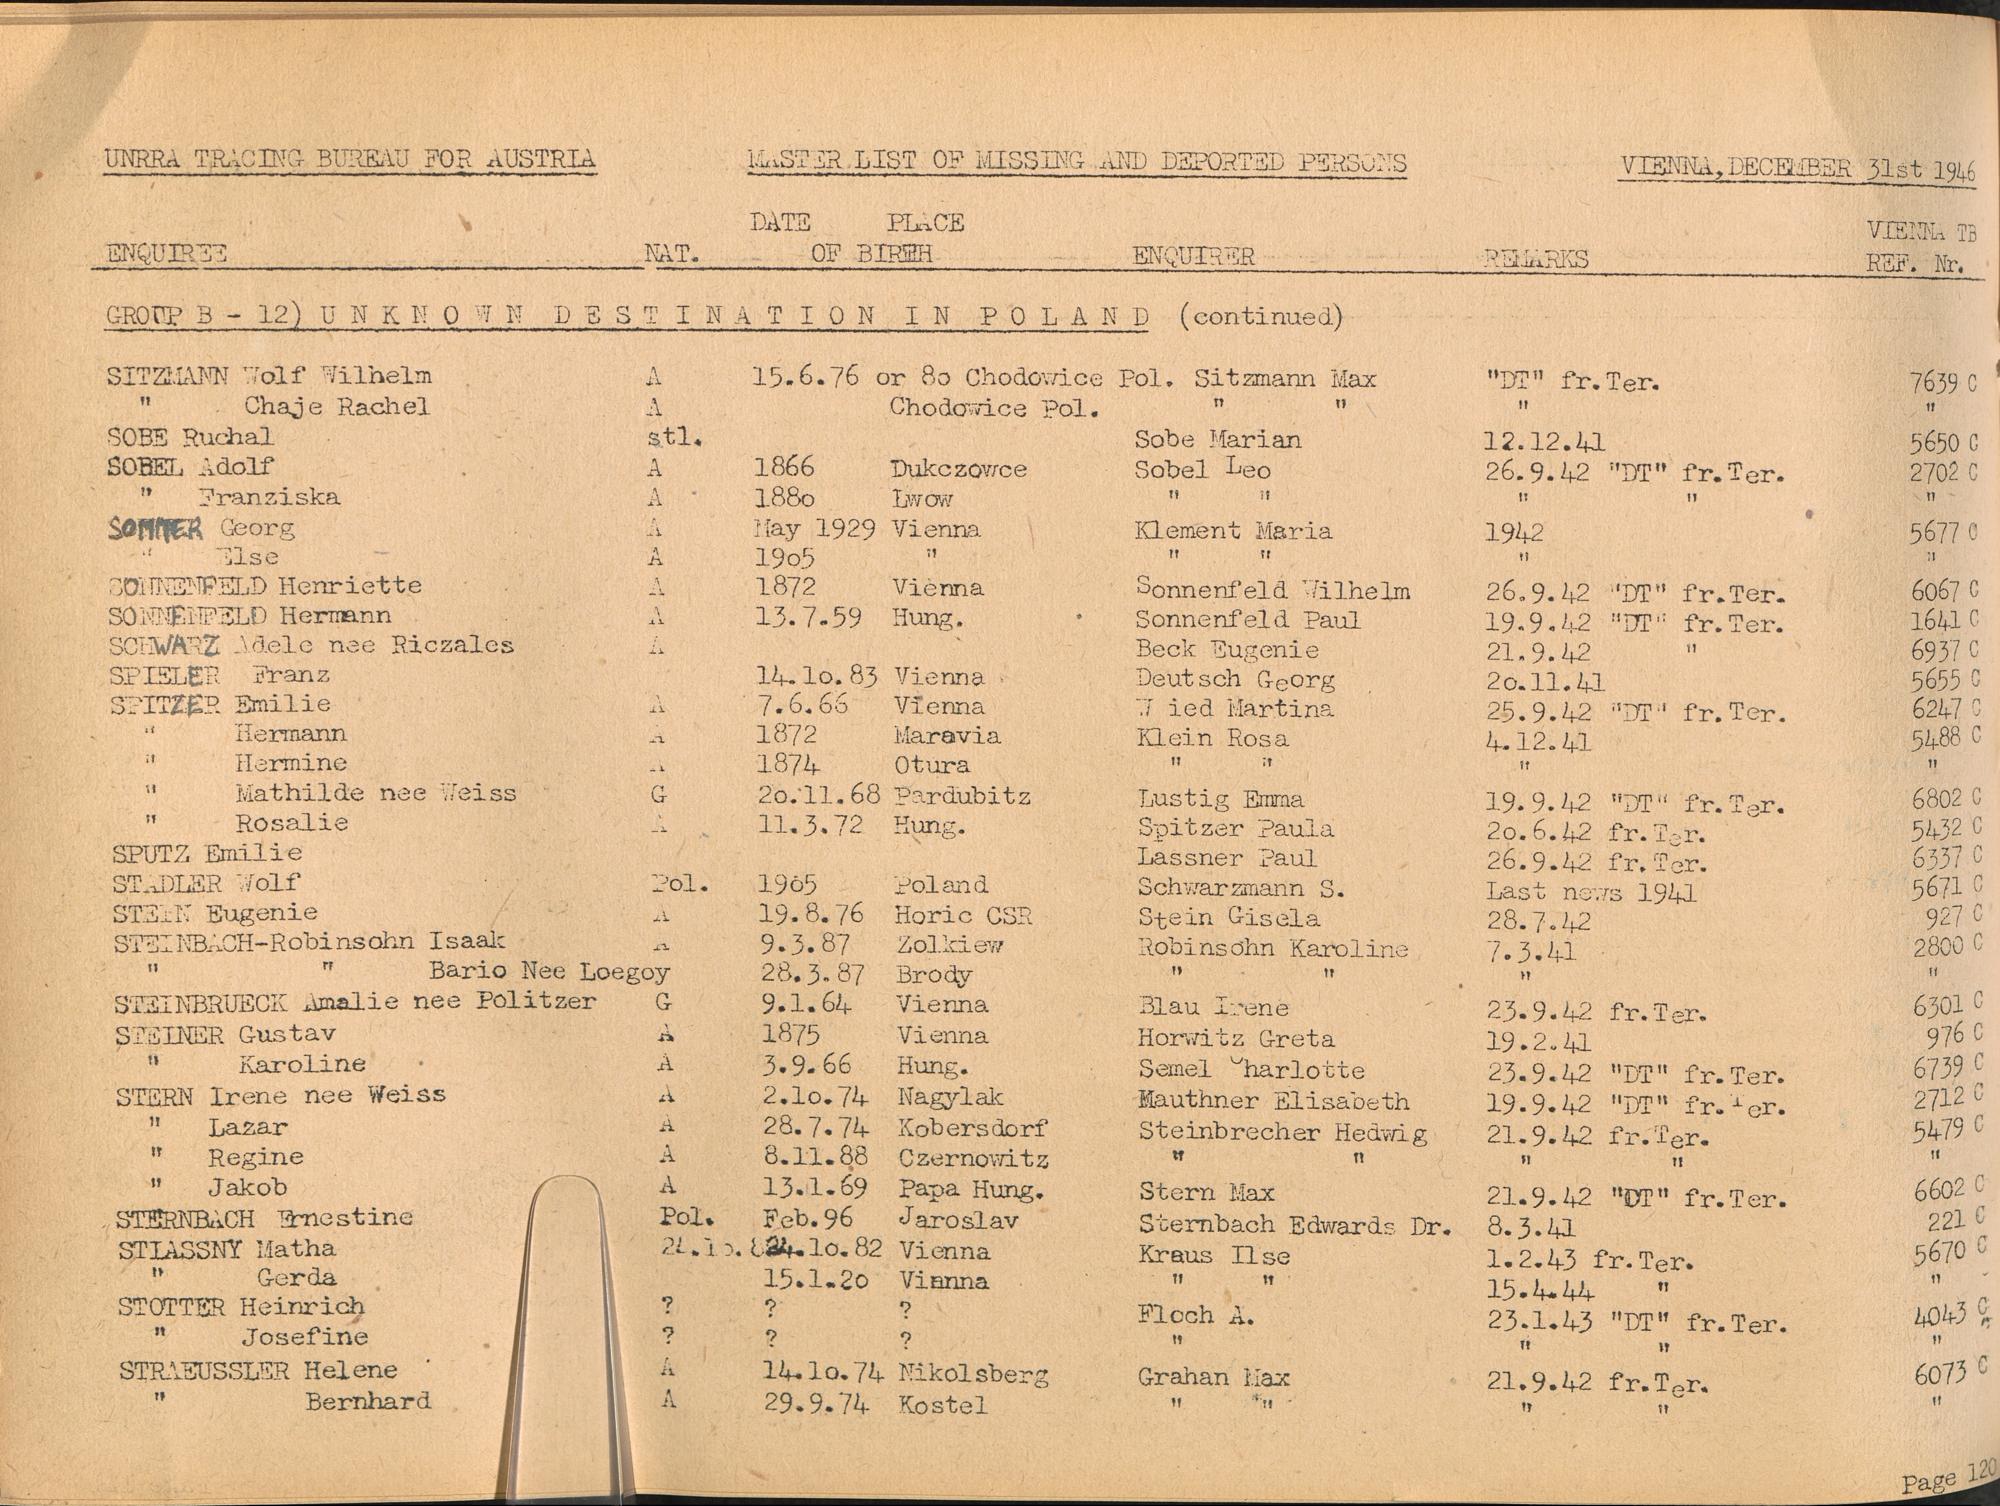 UNRRA TRACING BUREAU FOR AUSTRIA MASTER LIST OF MISSING AND DEPORTED PERSONS VIENNA, DECEMBER 31st 1946
DATE PLACE VIENNA TB
ENQUIREE NAT. OF BIRTH ENQUIRER REMARKS REF. Nr.
GROUP B - 12) UNKNOWN DESTINATION IN POLAND (continued)
SITZMANN Wolf Wilhelm A 15.6.76 or 8o Chodowice Pol. Sitzmann Max "DT" fr.Ter. 7639 C
" Chaje Rachel A Chodowice Pol. " " " "
SOBE Ruchal stl. Sobe Marian 12.12.41 5650 C
SOBEL Adolf A 1866 Dukczowce Sobel Leo 26.9.42 "DT" fr.Ter. 2702 C
" Franziska A 188o Lwow " " " " "
SOMMER Georg A May 1929 Vienna Klement Maria 1942 5677 C
" Else A 19o5 " " " " "
SONNENFELD Henriette A 1872 Vienna Sonnenfeld Wilhelm 26.9.42 "DT" fr.Ter. 6067 C
SONNENFELD Hermann A 13.7.59 Hung. Sonnenfeld Paul 19.9.42 "DT" fr.Ter. 1641 C
SCHWARZ Adele nee Riczales A Beck Eugenie 21.9.42 " 6937 C
SPIELER Franz 14.1o.83 Vienna Deutsch Georg 2o.11.41 5655 C
SPITZER Emilie A 7.6.66 Vienna W ied Martina 25.9.42 "DT" fr.Ter. 6247 C
" Hermann A 1872 Maravia Klein Rosa 4.12.41 5488 C
" Hermine A 1874 Otura " " " "
" Mathilde nee Weiss G 2o.11.68 Pardubitz Lustig Emma 19.9.42 "DT" fr.Ter. 6802 C
" Rosalie A 11.3.72 Hung. Spitzer Paula 2o.6.42 fr.Ter. 5432 C
SPUTZ Emilie Lassner Paul 26.9.42 fr.Ter. 6337 C
STADLER Wolf Pol. 19o5 Poland Schwarzmann S. Last news 1941 5671 C
STEIN Eugenie A 19.8.76 Horic CSR Stein Gisela 28.7.42 927 C
STEINBACH-Robinsohn Isaak A 9.3.87 Zolkiew Robinsohn Karoline 7.3.41 2800 C
" " Bario Nee Loegoy 28.3.87 Brody " " " "
STEINBRUECK Amalie nee Politzer G 9.1.64 Vienna Blau Irene 23.9.42 fr.Ter. 6301 C
STEINER Gustav A 1875 Vienna Horwitz Greta 19.2.41 976 C
" Karoline A 3.9.66 Hung. Semel Charlotte 23.9.42 "DT" fr.Ter. 6739 C
STERN Irene nee Weiss A 2.1o.74 Nagylak Mauthner Elisabeth 19.9.42 "DT" fr.Ter. 2712 C
" Lazar A 28.7.74 Kobersdorf Steinbrecher Hedwig 21.9.42 fr.Ter. 5479 C
" Regine A 8.11.88 Czernowitz " " " " "
" Jakob A 13.1.69 Papa Hung. Stern Max 21.9.42 "DT" fr.Ter. 6602 C
STERNBACH Ernestine Pol. Feb.96 Jaroslav Sternbach Edwards Dr. 8.3.41 221 C
STIASSNY Matha 24.1o.82 Vienna Kraus Ilse 1.2.43 fr.Ter. 5670 C
" Gerda 15.1.2o Vianna " " 15.4.44 " "
STOTTER Heinrich ? ? ? Floch A. 23.1.43 "DT" fr.Ter. 4043 C
" Josefine ? ? ? " " " "
STRAEUSSLER Helene A 14.1o.74 Nikolsberg Grahan Max 21.9.42 fr.Ter. 6073 C
" Bernhard A 29.9.74 Kostel " " " " "
Page 120